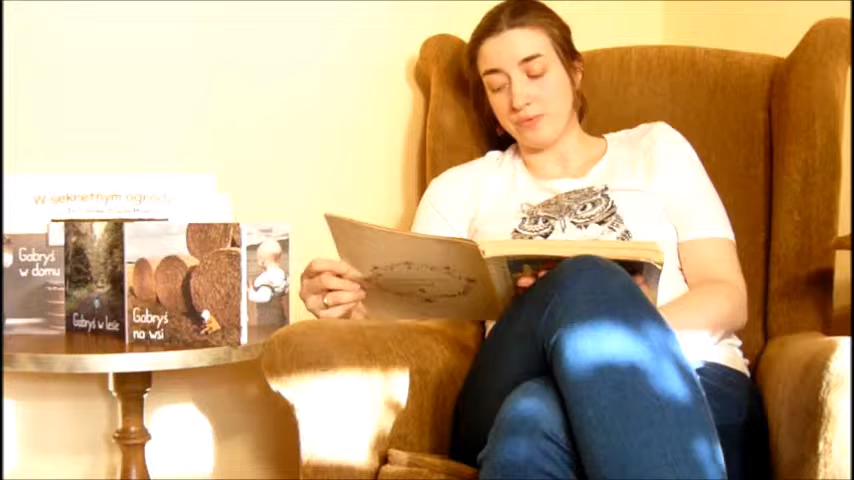 W sekretnym ogrodzie
Gabryś
w domu
Gabryś w lesie
Gabryś
na wsi